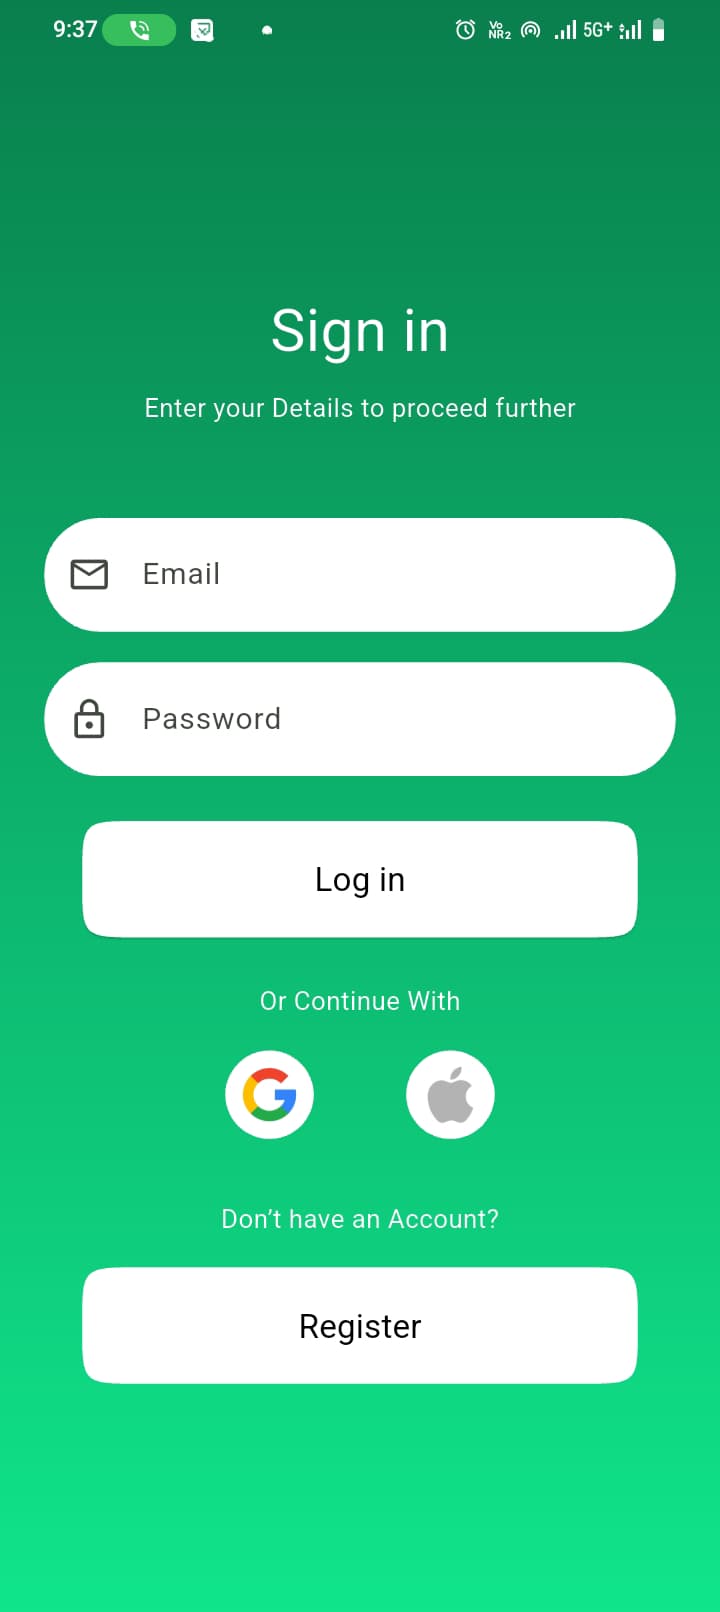 9:37 Vo NR2 5G+
Sign in
Enter your Details to proceed further
Email
Password
Log in
Or Continue With
Don’t have an Account?
Register